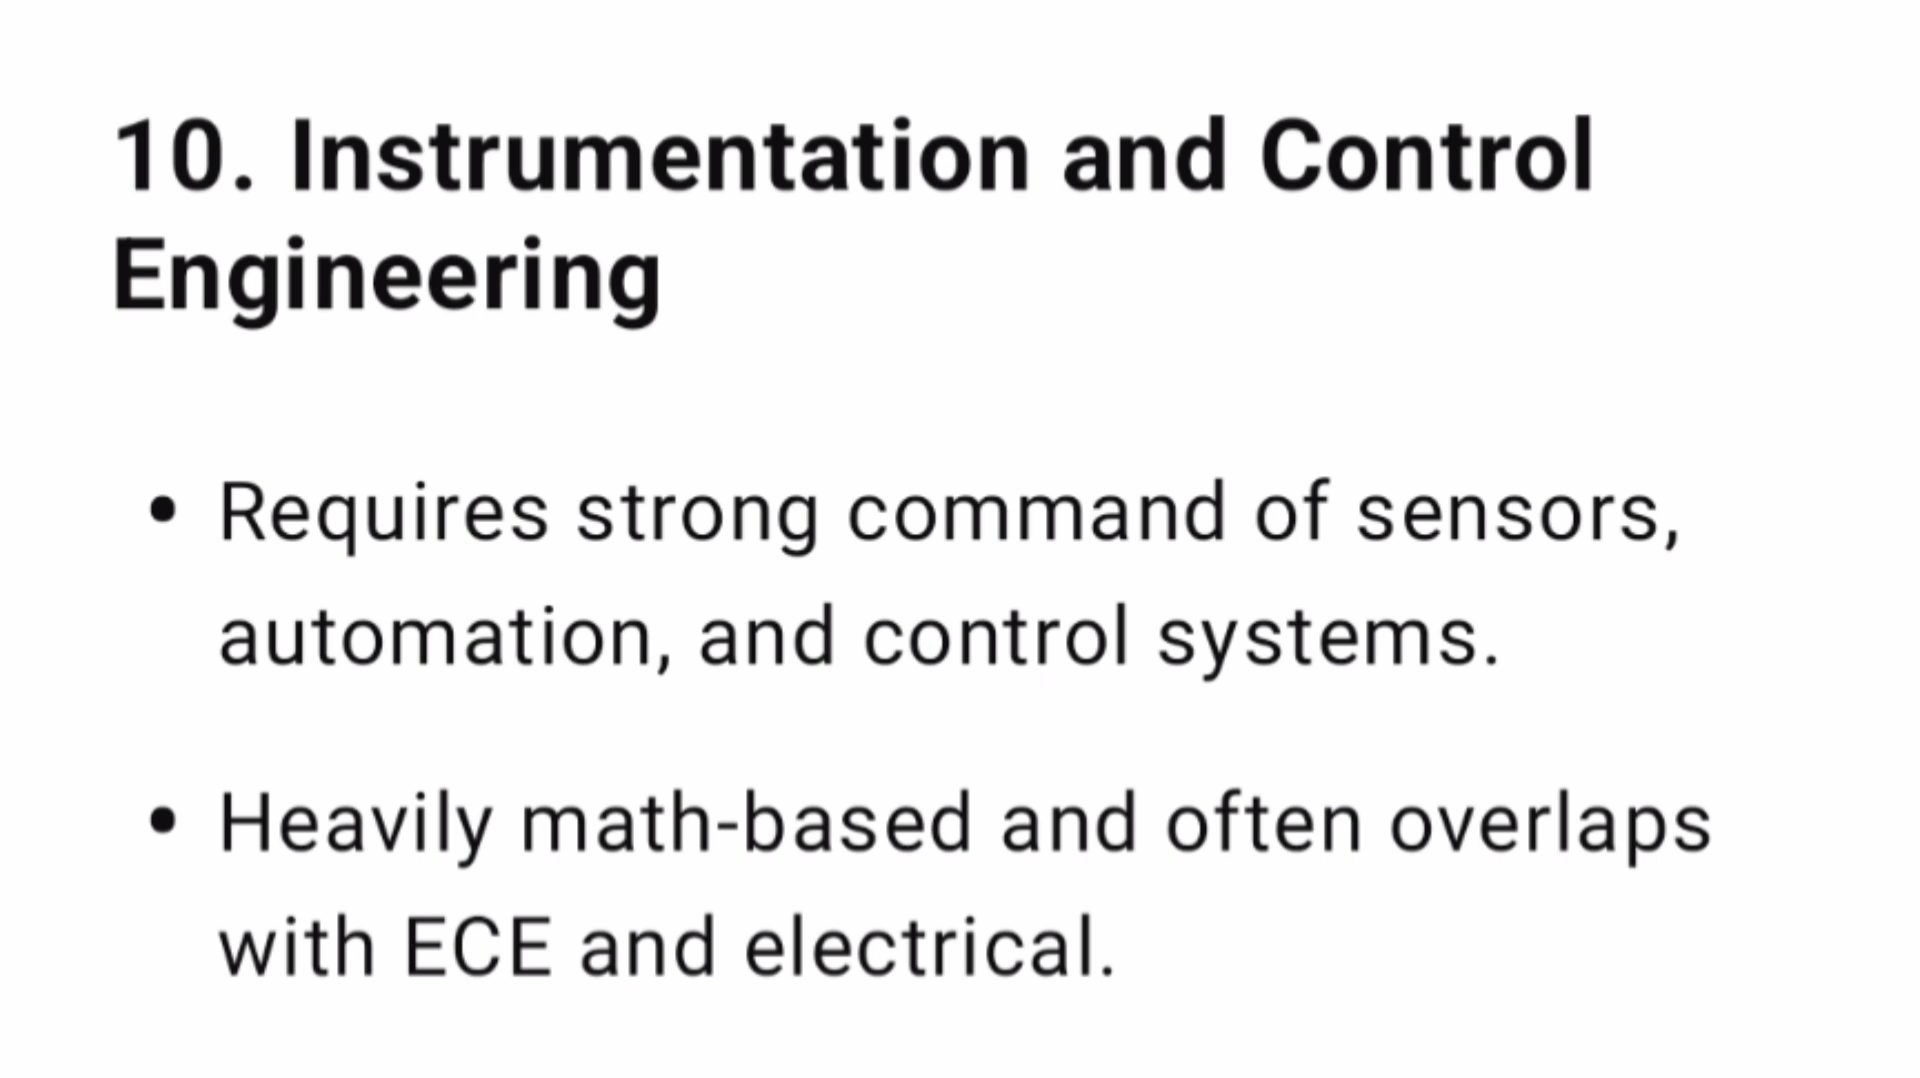 10. Instrumentation and Control
Engineering
• Requires strong command of sensors,
automation, and control systems.
• Heavily math-based and often overlaps
with ECE and electrical.